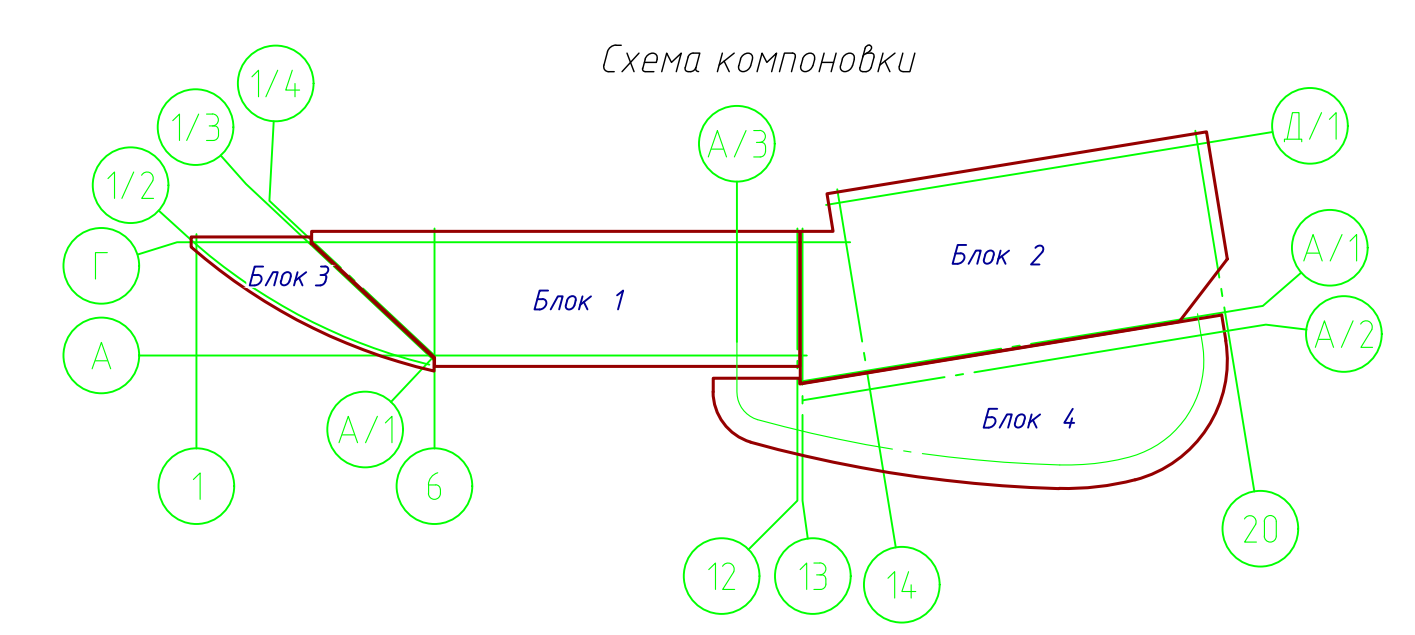 Схема компоновки
1/4
1/3
А/3
Д/1
1/2
Г
Блок 3
Блок 1
Блок 2
А/1
А
А/2
А/1
Блок 4
1
6
12
13
14
20